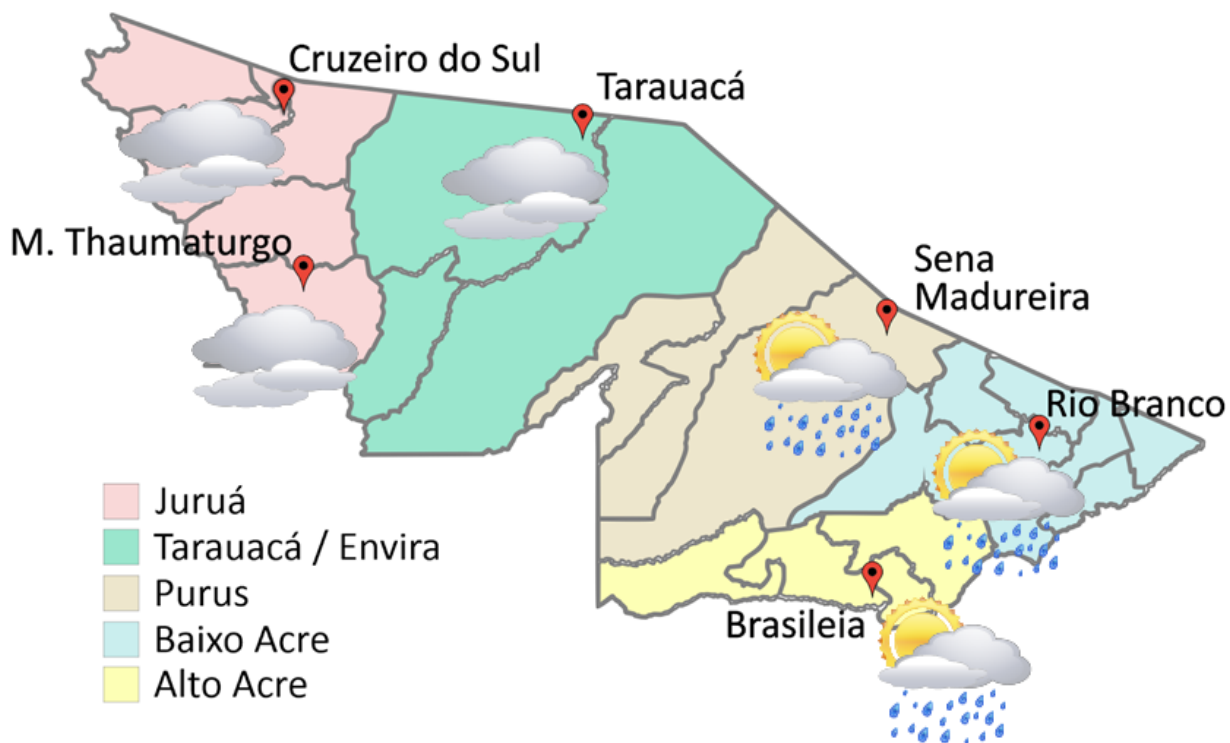 Cruzeiro do Sul
Tarauacá
M. Thaumaturgo
Sena
Madureira
Rio Branco
Brasileia
Juruá
Tarauacá / Envira
Purus
Baixo Acre
Alto Acre